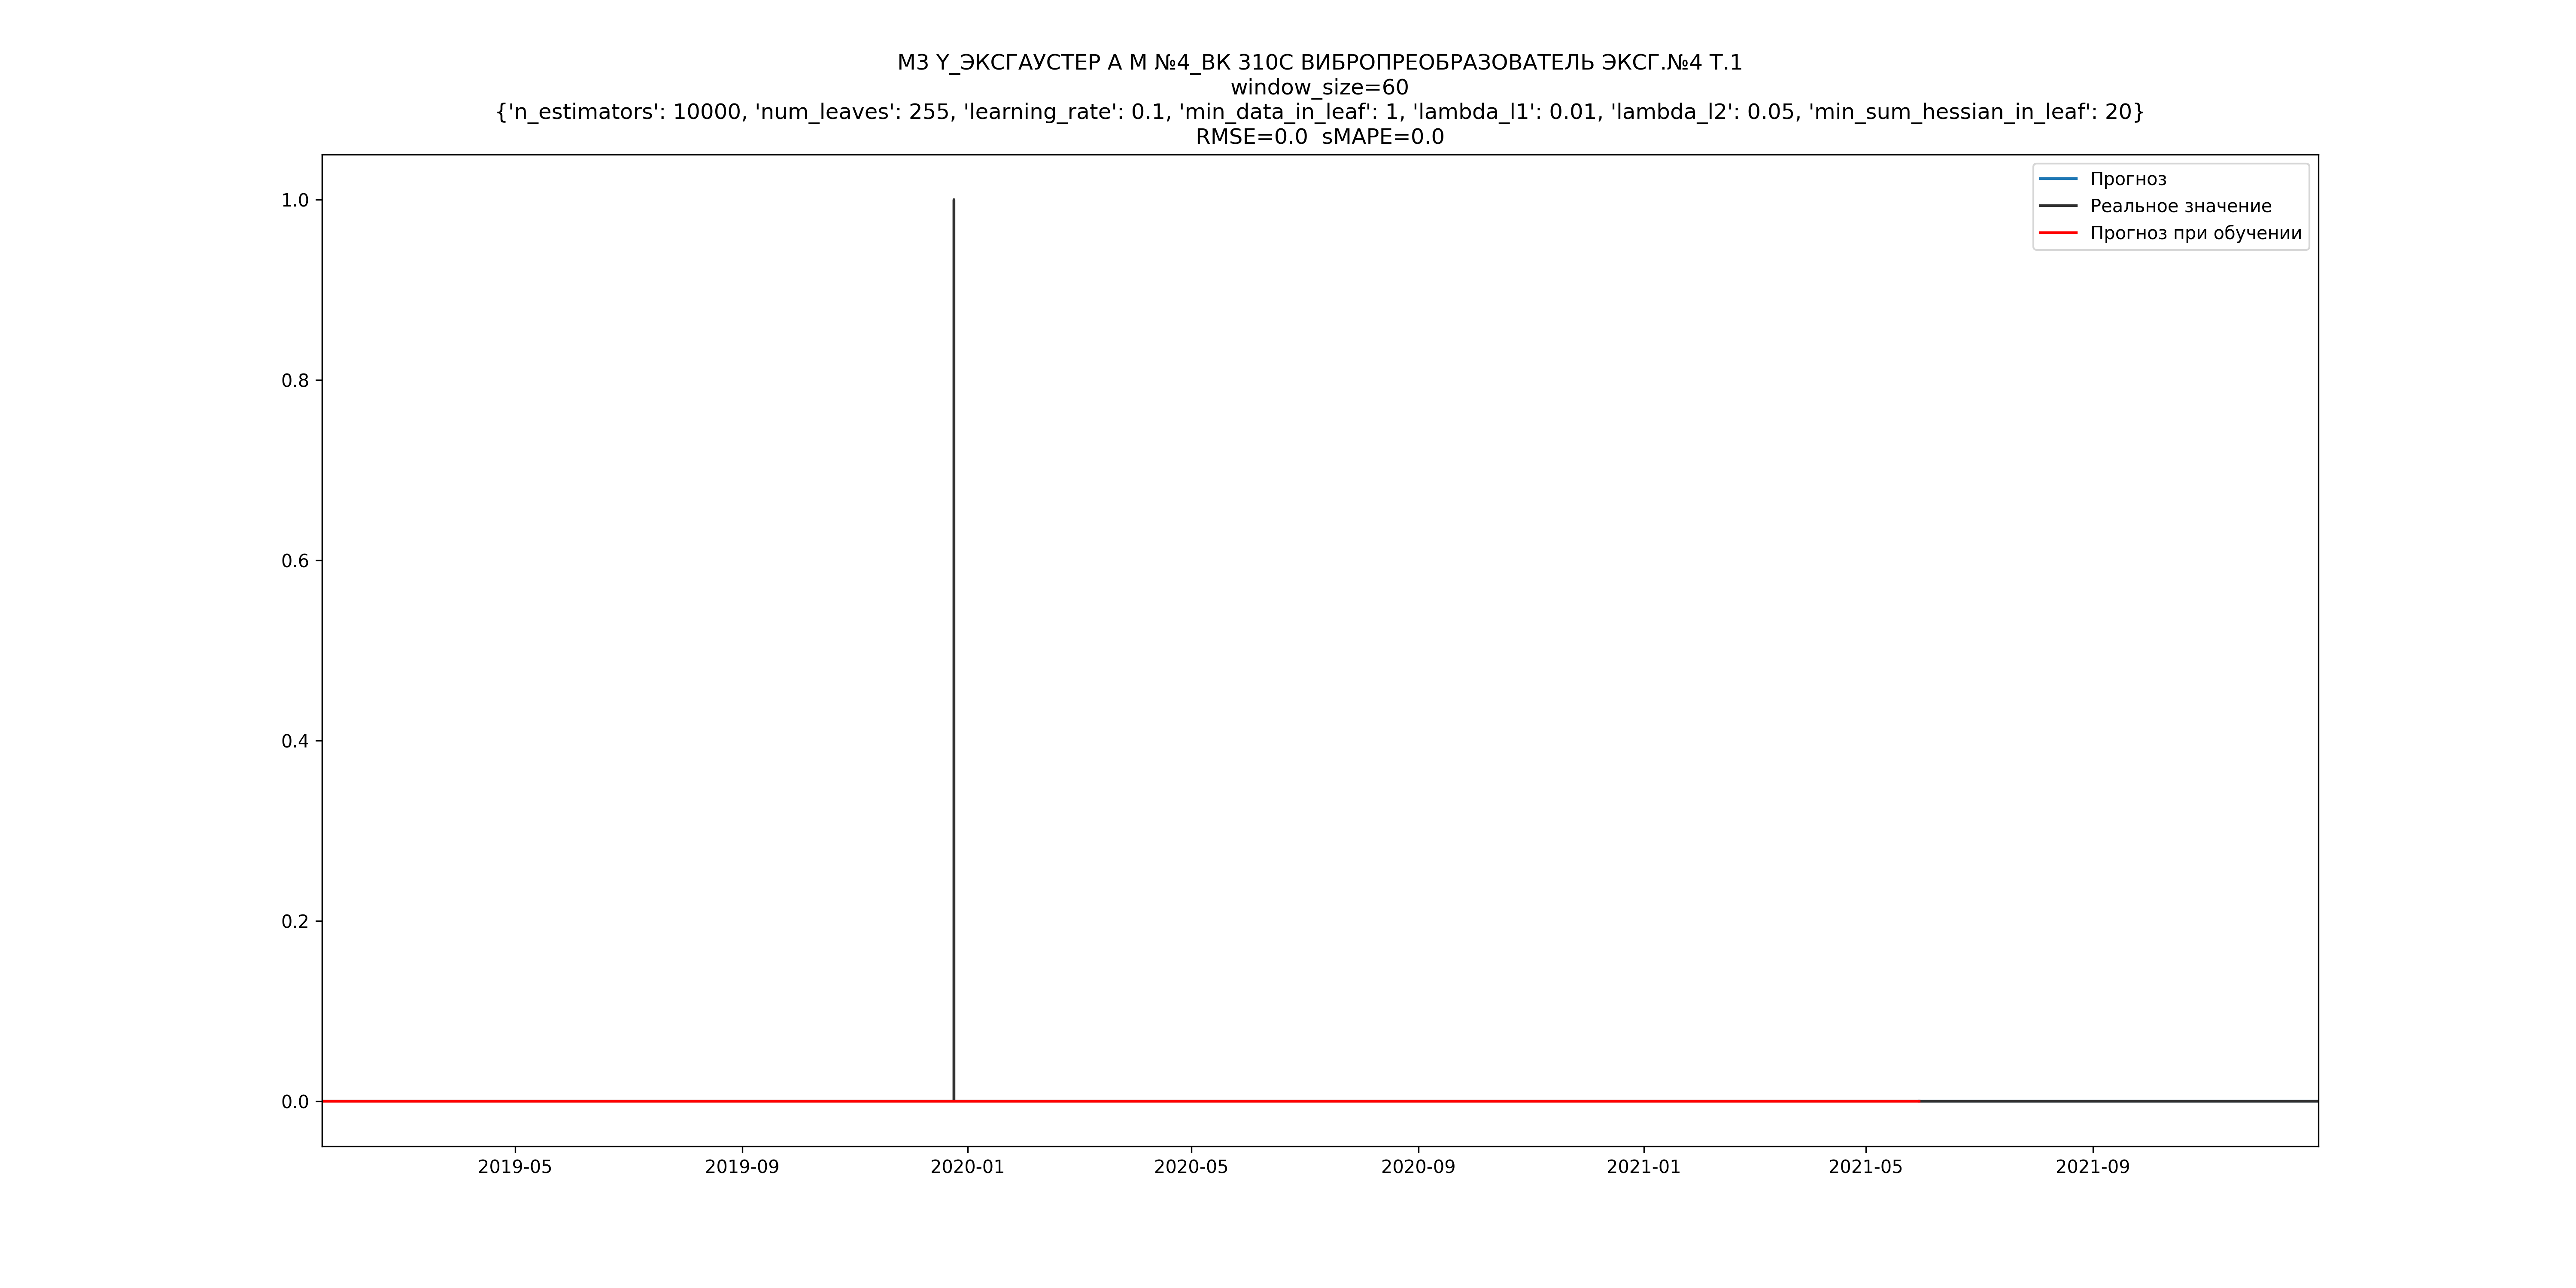 М3 Y_ЭКСГАУСТЕР А М №4_ВК 310С ВИБРОПРЕОБРАЗОВАТЕЛЬ ЭКСГ.№4 Т.1
window_size=60
{'n_estimators': 10000, 'num_leaves': 255, 'learning_rate': 0.1, 'min_data_in_leaf': 1, 'lambda_l1': 0.01, 'lambda_l2': 0.05, 'min_sum_hessian_in_leaf': 20}
RMSE=0.0  sMAPE=0.0
Прогноз
Реальное значение
Прогноз при обучении
1.0
0.8
0.6
0.4
0.2
0.0
2019-05
2019-09
2020-01
2020-05
2020-09
2021-01
2021-05
2021-09